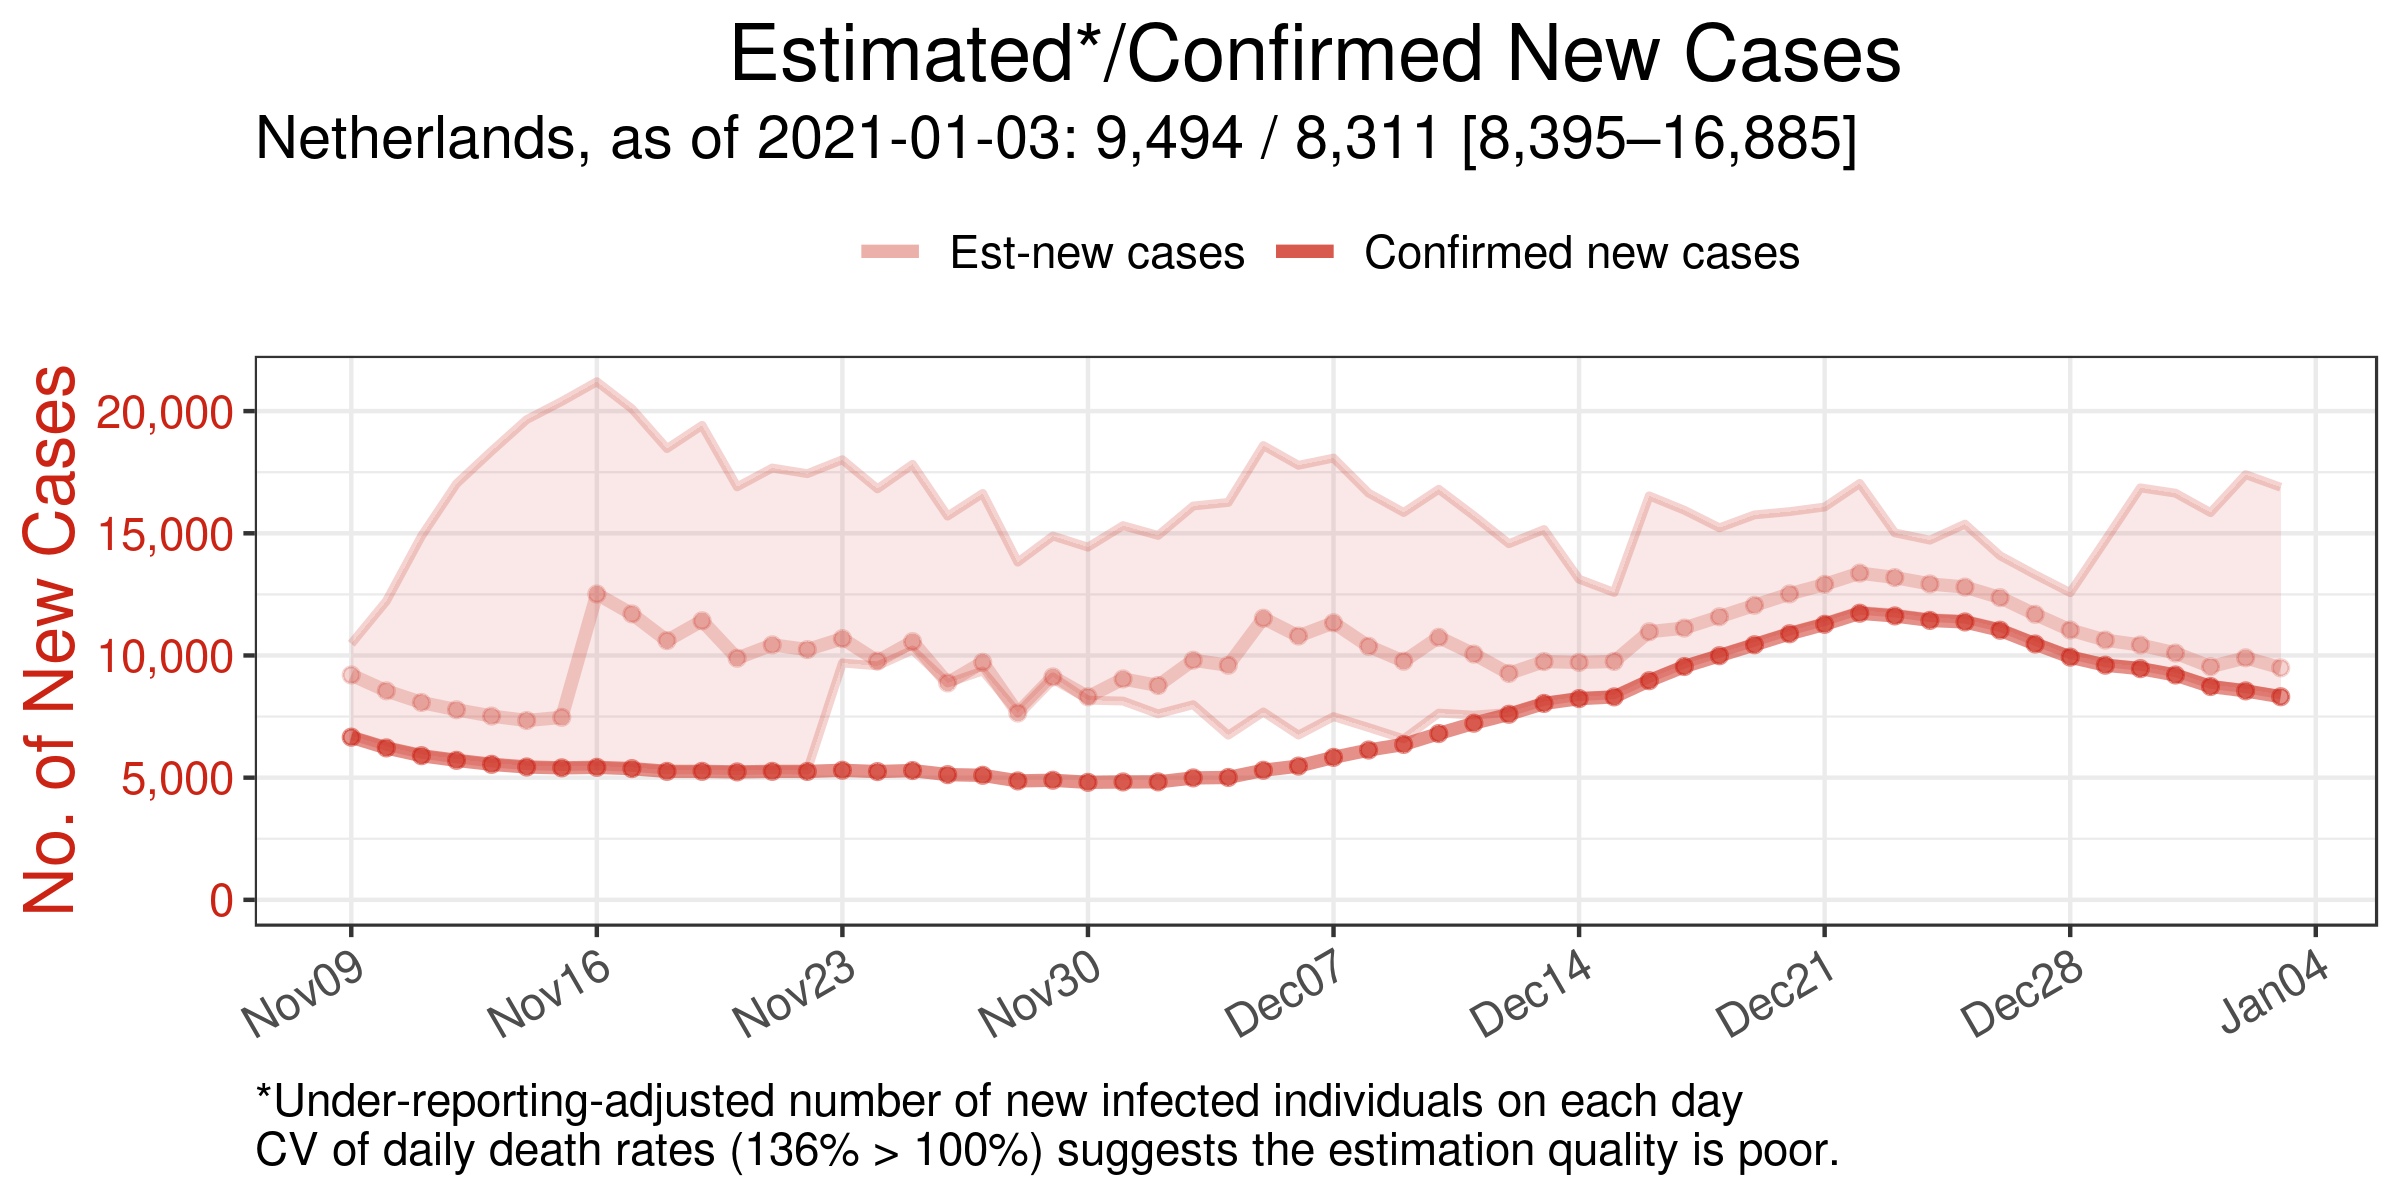 Estimated*/Confirmed New Cases
Netherlands, as of 2021-01-03: 9,494 / 8,311 [8,395–16,885]
Est-new cases Confirmed new cases
No. of New Cases
20,000
15,000
10,000
5,000
0
Nov09 Nov16 Nov23 Nov30 Dec07 Dec14 Dec21 Dec28 Jan04
*Under-reporting-adjusted number of new infected individuals on each day
CV of daily death rates (136% > 100%) suggests the estimation quality is poor.